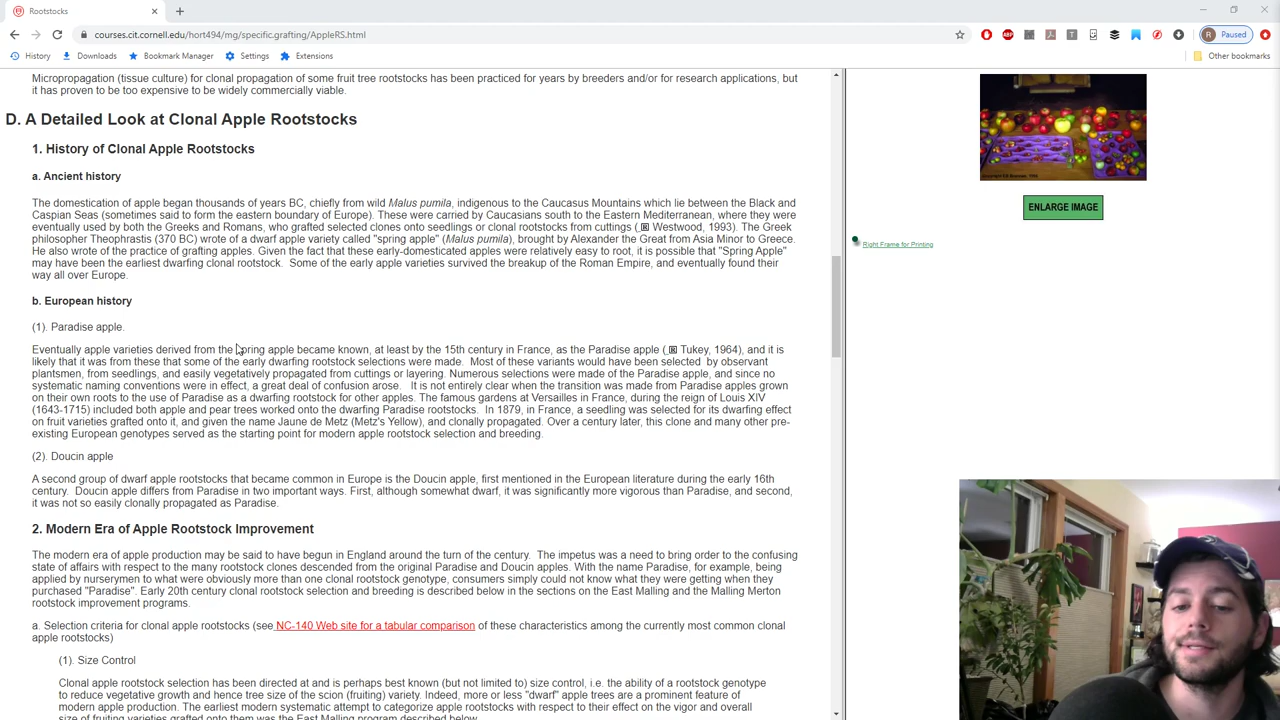 Rootstocks
courses.cit.cornell.edu/hort494/mg/specific.grafting/AppleRS.html
ABP
T
R
Paused
History
Downloads
Bookmark Manager
Settings
Extensions
Other bookmarks
Micropropagation (tissue culture) for clonal propagation of some fruit tree rootstocks has been practiced for years by breeders and/or for research applications, but
it has proven to be too expensive to be widely commercially viable.
D. A Detailed Look at Clonal Apple Rootstocks
1. History of Clonal Apple Rootstocks
a. Ancient history
The domestication of apple began thousands of years BC, chiefly from wild Malus pumila, indigenous to the Caucasus Mountains which lie between the Black and
Caspian Seas (sometimes said to form the eastern boundary of Europe). They were carried by Caucasians south to the Eastern Mediterranean, where they were
eventually used by both the Greeks and Romans, who grafted selected clones onto seedlings or clonal rootstocks from cuttings ( Westwood, 1993). The Greek
philosopher Theophrastis (370 BC) wrote of a dwarf apple variety called "spring apple" (Malus pumila), brought by Alexander the Great from Asia Minor to Greece.
He also wrote of the practice of grafting apples. Given the fact that these early-domesticated apples were relatively easy to root, it is possible that "Spring Apple"
may have been the earliest dwarfing clonal rootstock. Some of the early apple varieties survived the breakup of the Roman Empire, and eventually found their
way all over Europe.
b. European history
(1). Paradise apple.
Eventually apple varieties derived from the spring apple became known, at least by the 15th century in France, as the Paradise apple ( Tukey, 1964), and it is
likely that it was from these that some of the early dwarfing rootstock selections were made. Most of these variants would have been selected by observant
plantsmen, from seedlings, and easily vegetatively propagated from cuttings or layering. Numerous selections were made of the Paradise apple, and since no
systematic naming conventions were in effect, a great deal of confusion arose. It is not entirely clear when the transition was made from Paradise apples grown
on their own roots to the use of Paradise as a dwarfing rootstock for other apples. The famous gardens at Versailles in France, during the reign of Louis XIV
(1643-1715) included both apple and pear trees worked onto the dwarfing Paradise rootstocks. In 1879, in France, a seedling was selected for its dwarfing effect
on fruit varieties grafted onto it, and given the name Jaune de Metz (Metz's Yellow), and clonally propagated. Over a century later, this clone and many other pre-
existing European genotypes served as the starting point for modern apple rootstock selection and breeding.
(2). Doucin apple
A second group of dwarf apple rootstocks that became common in Europe is the Doucin apple, first mentioned in the European literature during the early 16th
century. Doucin apple differs from Paradise in two important ways. First, although somewhat dwarf, it was significantly more vigorous than Paradise, and second,
it was not so easily clonally propagated as Paradise.
2. Modern Era of Apple Rootstock Improvement
The modern era of apple production may be said to have begun in England around the turn of the century. The impetus was a need to bring order to the confusing
state of affairs with respect to the many rootstock clones descended from the original Paradise and Doucin apples. With the name Paradise, for example, being
applied by nurserymen to what were obviously more than one clonal rootstock genotype, consumers simply could not know what they were getting when they
purchased "Paradise". Early 20th century clonal rootstock selection and breeding is described below in the sections on the East Malling and the Malling Merton
rootstock improvement programs.
a. Selection criteria for clonal apple rootstocks (see NC-140 Web site for a tabular comparison of these characteristics among the currently most common clonal
apple rootstocks)
(1). Size Control
Clonal apple rootstock selection has been directed at and is perhaps best known (but not limited to) size control, i.e. the ability of a rootstock genotype
to reduce vegetative growth and hence tree size of the scion (fruiting) variety. Indeed, more or less "dwarf" apple trees are a prominent feature of
modern apple production. The earliest modern systematic attempt to categorize apple rootstocks with respect to their effect on the vigor and overall
size of fruiting varieties grafted onto them was the East Malling program described below.
ENLARGE IMAGE
Right Frame for Printing